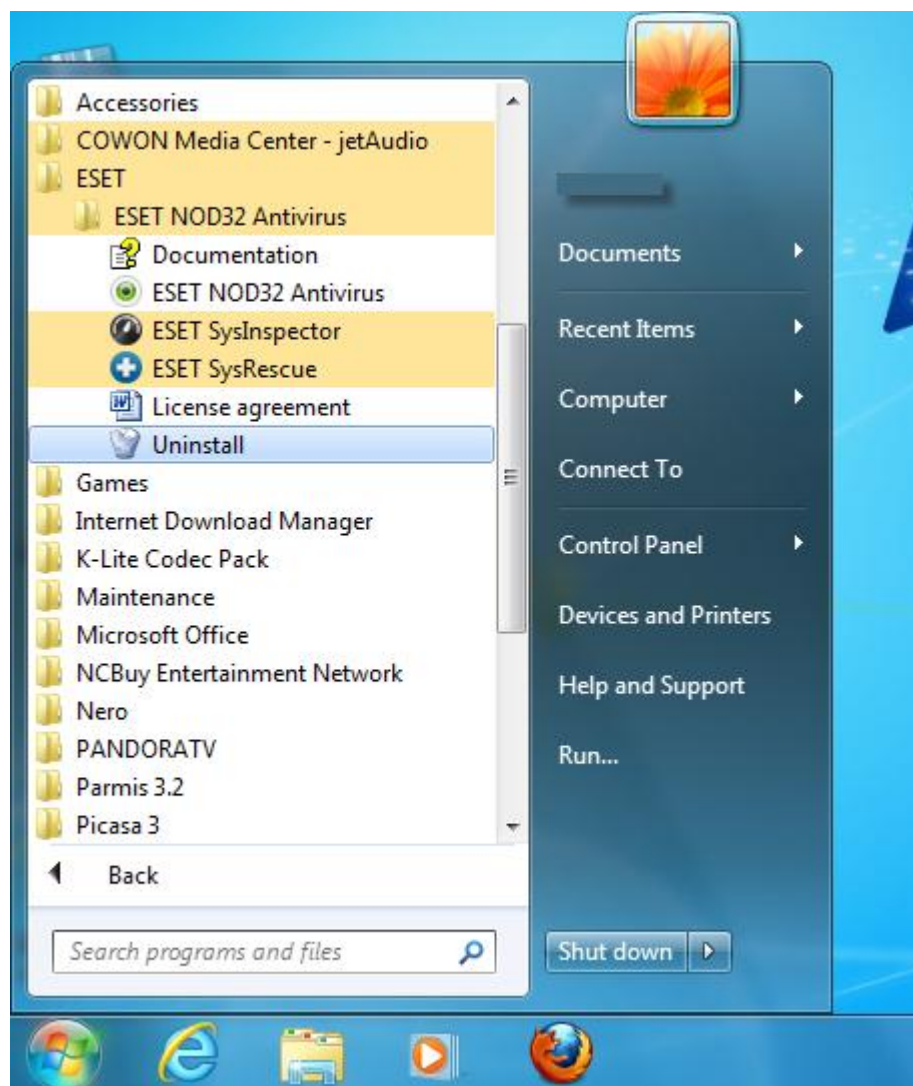 Accessories
COWON Media Center - jetAudio
ESET
ESET NOD32 Antivirus
Documentation
ESET NOD32 Antivirus
ESET SysInspector
ESET SysRescue
License agreement
Uninstall
Games
Internet Download Manager
K-Lite Codec Pack
Maintenance
Microsoft Office
NCBuy Entertainment Network
Nero
PANDORATV
Parmis 3.2
Picasa 3
Back
Search programs and files
Documents
Recent Items
Computer
Connect To
Control Panel
Devices and Printers
Help and Support
Run...
Shut down